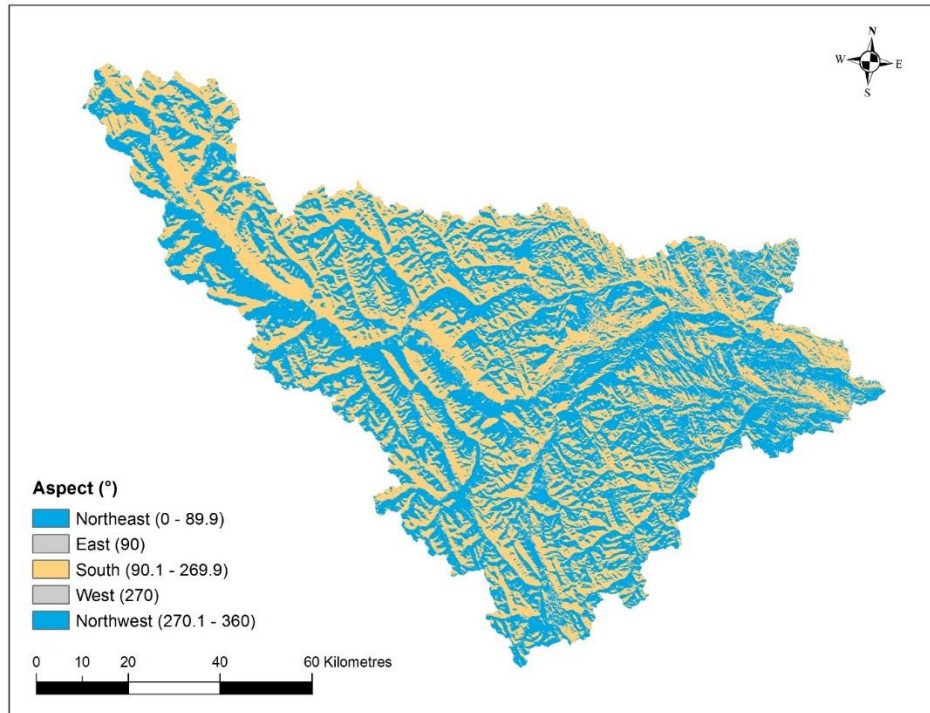 N
W E
S
Aspect (°)
Northeast (0 - 89.9)
East (90)
South (90.1 - 269.9)
West (270)
Northwest (270.1 - 360)
0 10 20 40 60 Kilometres